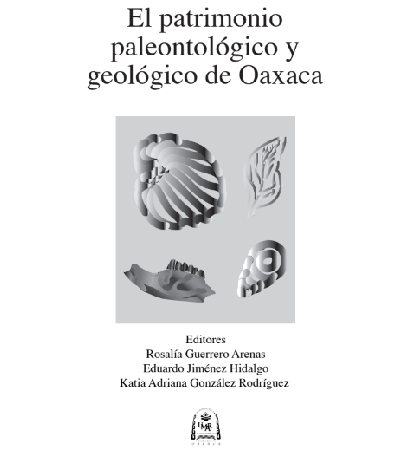 El patrimonio
paleontológico y
geológico de Oaxaca
Editores
Rosalía Guerrero Arenas
Eduardo Jiménez Hidalgo
Katia Adriana González Rodríguez